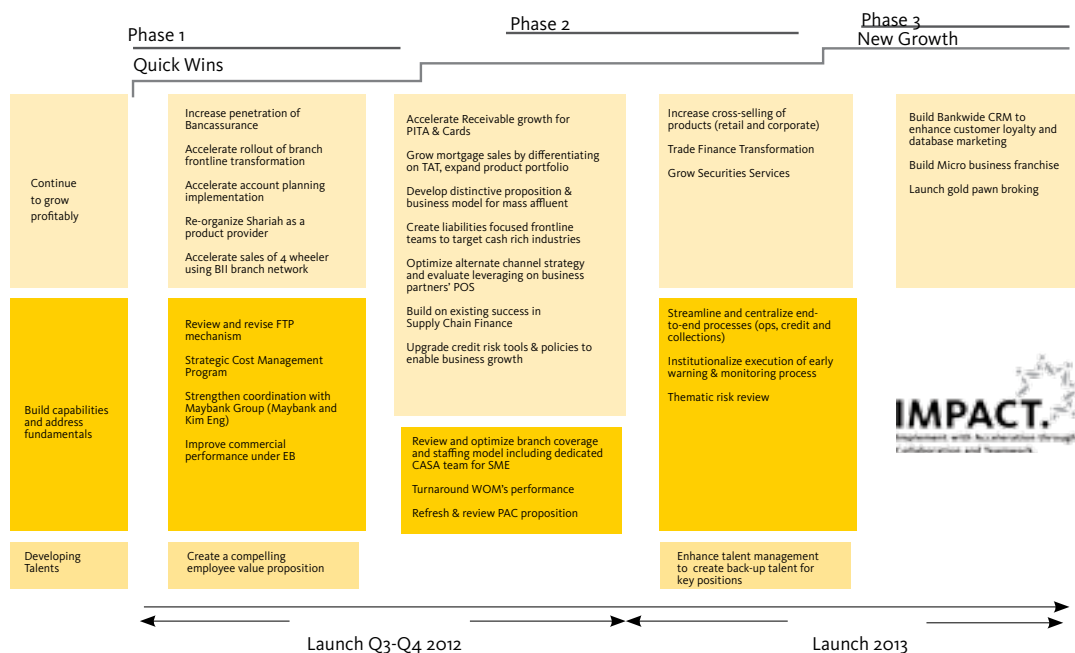 Phase 1
Phase 2
Phase 3
Quick Wins
New Growth
Continue
to grow
profitably
Increase penetration of
Bancassurance
Accelerate rollout of branch
frontline transformation
Accelerate account planning
implementation
Re-organize Shariah as a
product provider
Accelerate sales of 4 wheeler
using BII branch network
Accelerate Receivable growth for
PITA & Cards
Grow mortgage sales by differentiating
on TAT, expand product portfolio
Develop distinctive proposition &
business model for mass affluent
Create liabilities focused frontline
teams to target cash rich industries
Optimize alternate channel strategy
and evaluate leveraging on business
partners' POS
Build on existing success in
Supply Chain Finance
Upgrade credit risk tools & policies to
enable business growth
Increase cross-selling of
products (retail and corporate)
Trade Finance Transformation
Grow Securities Services
Build Bankwide CRM to
enhance customer loyalty and
database marketing
Build Micro business franchise
Launch gold pawn broking
Build capabilities
and address
fundamentals
Review and revise FTP
mechanism
Strategic Cost Management
Program
Strengthen coordination with
Maybank Group (Maybank and
Kim Eng)
Improve commercial
performance under EB
Review and optimize branch coverage
and staffing model including dedicated
CASA team for SME
Turnaround WOM's performance
Refresh & review PAC proposition
Streamline and centralize end-
to-end processes (ops, credit and
collections)
Institutionalize execution of early
warning & monitoring process
Thematic risk review
IMPACT.
Implement with Acceleration through
Collaboration and Teamwork
Developing
Talents
Create a compelling
employee value proposition
Enhance talent management
to create back-up talent for
key positions
Launch Q3-Q4 2012
Launch 2013